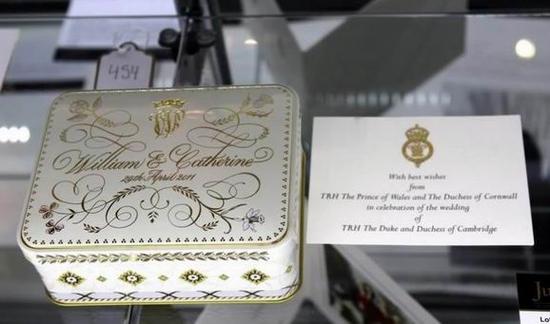 454
William & Catherine
29th April 2011
With best wishes
from
TRH The Prince of Wales and The Duchess of Cornwall
in celebration of the wedding
of
TRH The Duke and Duchess of Cambridge